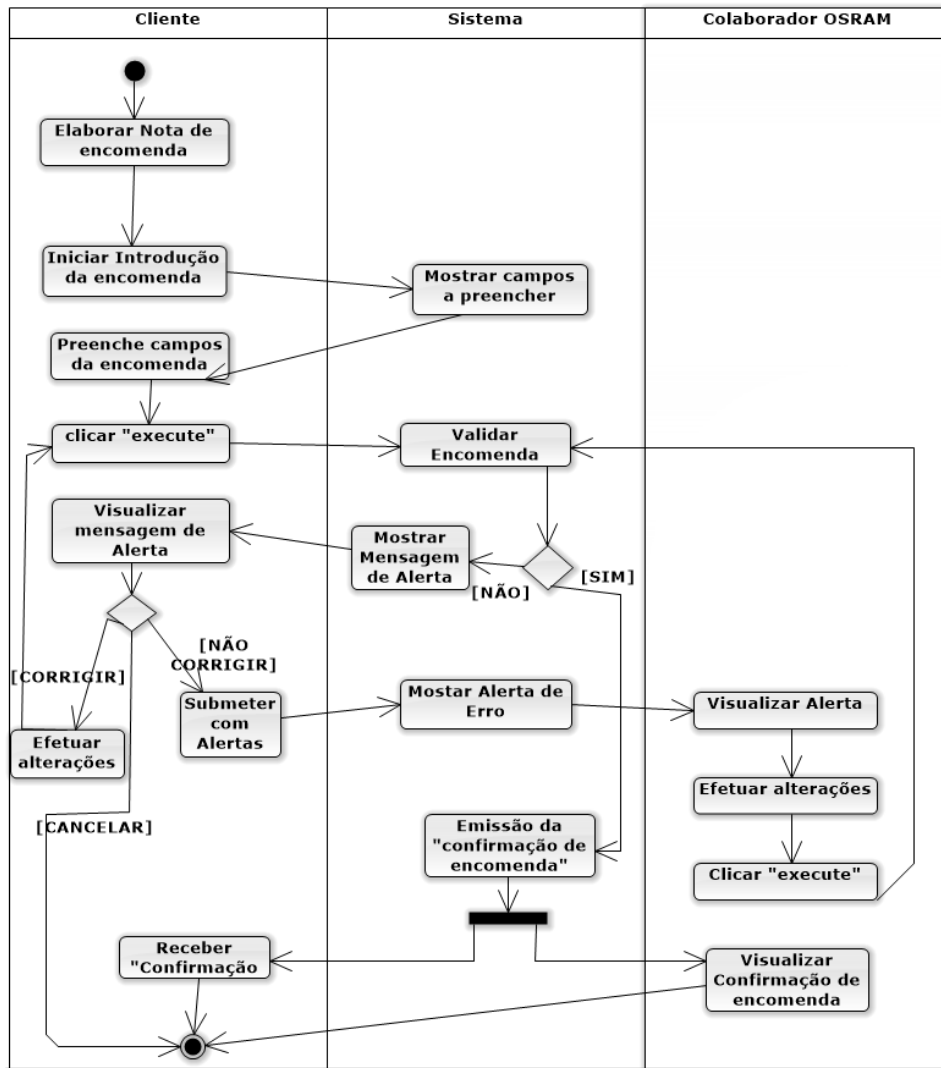 Cliente
Sistema
Colaborador OSRAM
Elaborar Nota de
encomenda
Iniciar Introdução
da encomenda
Mostrar campos
a preencher
Preenche campos
da encomenda
clicar "execute"
Validar
Encomenda
Visualizar
mensagem de
Alerta
Mostrar
Mensagem
de Alerta
[NÃO]
[SIM]
[CORRIGIR]
[NÃO
CORRIGIR]
Submeter
com
Alertas
Mostar Alerta de
Erro
Visualizar Alerta
Efetuar
alterações
Efetuar alterações
[CANCELAR]
Emissão da
"confirmação de
encomenda"
Clicar "execute"
Receber
"Confirmação
Visualizar
Confirmação de
encomenda